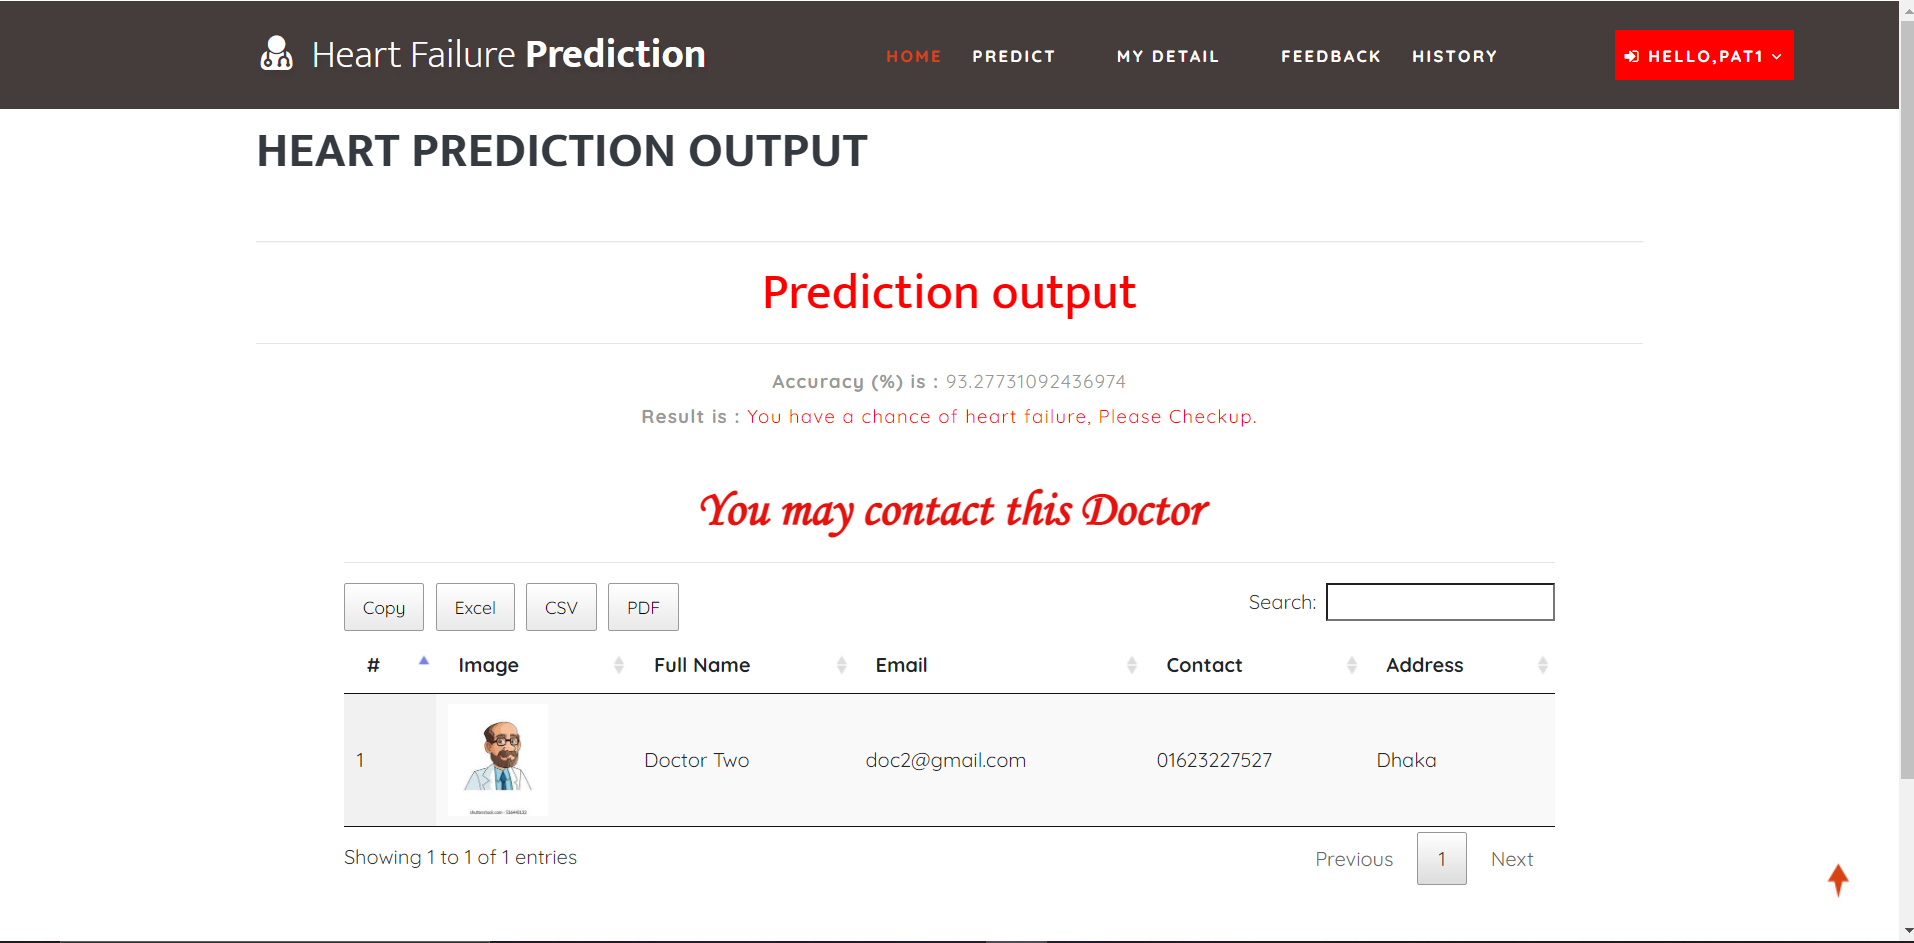 Heart Failure Prediction
HOME PREDICT MY DETAIL FEEDBACK HISTORY HELLO,PAT1
HEART PREDICTION OUTPUT
Prediction output
Accuracy (%) is : 93.27731092436974
Result is : You have a chance of heart failure, Please Checkup.
You may contact this Doctor
Copy Excel CSV PDF Search:
# Image Full Name Email Contact Address
1 Doctor Two doc2@gmail.com 01623227527 Dhaka
Showing 1 to 1 of 1 entries
Previous 1 Next